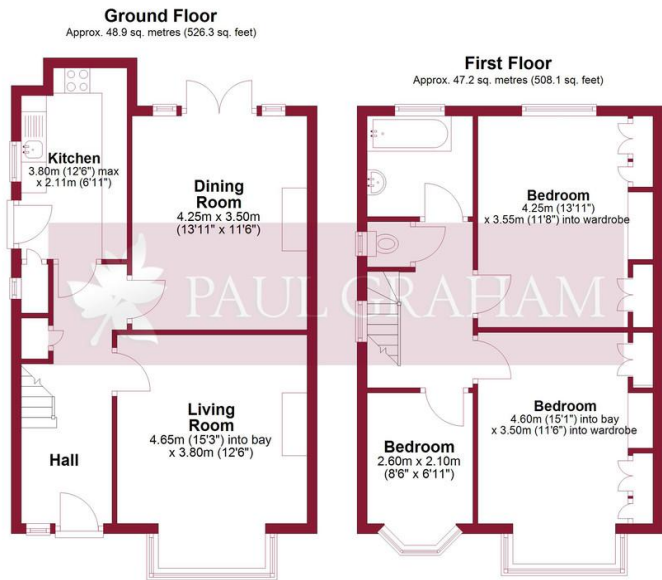 Ground Floor
Approx. 48.9 sq. metres (526.3 sq. feet)
Kitchen
3.80m (12'6") max
x 2.11m (6'11")
Dining
Room
4.25m x 3.50m
(13'11" x 11'6")
Living
Room
4.65m (15'3") into bay
x 3.80m (12'6")
Hall
First Floor
Approx. 47.2 sq. metres (508.1 sq. feet)
Bedroom
4.25m (13'11")
x 3.55m (11'8") into wardrobe
Bedroom
4.60m (15'1") into bay
x 3.50m (11'6") into wardrobe
Bedroom
2.60m x 2.10m
(8'6" x 6'11")
PAUL GRAHAM